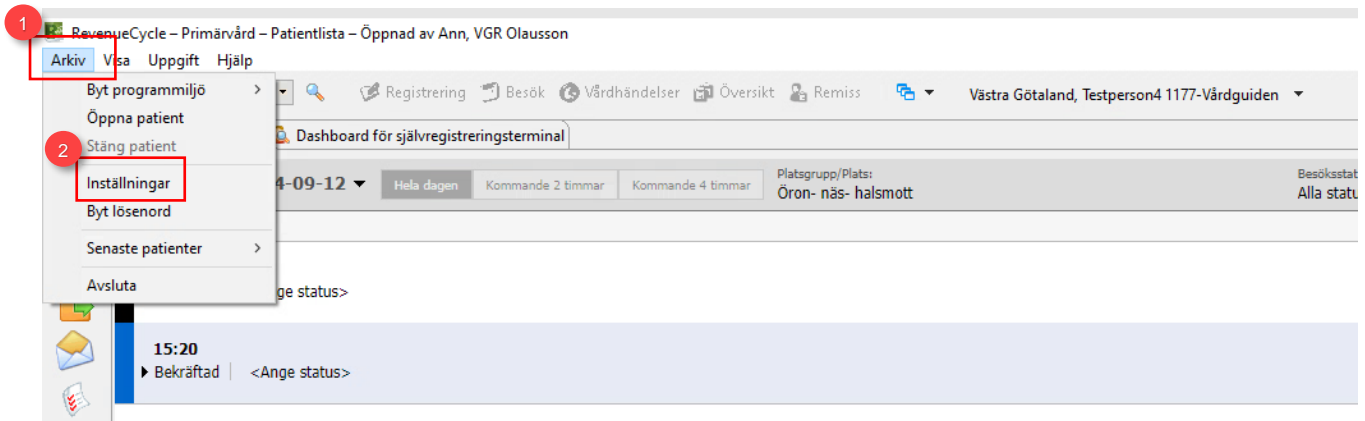 1
RevenueCycle – Primärvård – Patientlista – Öppnad av Ann, VGR Olausson
Arkiv Visa Uppgift Hjälp
Byt programmiljö
Registrering Besök Vårdhändelser Översikt Remiss Västra Götaland, Testperson4 1177-Vårdguiden
Öppna patient
Dashboard för självregistreringsterminal
2
Stäng patient
Inställningar
4-09-12 Hela dagen Kommande 2 timmar Kommande 4 timmar
Platsgrupp/Plats:
Öron- näs- halsmott
Besöksstat
Alla statu
Byt lösenord
Senaste patienter
Avsluta
ge status>
15:20
Bekräftad <Ange status>